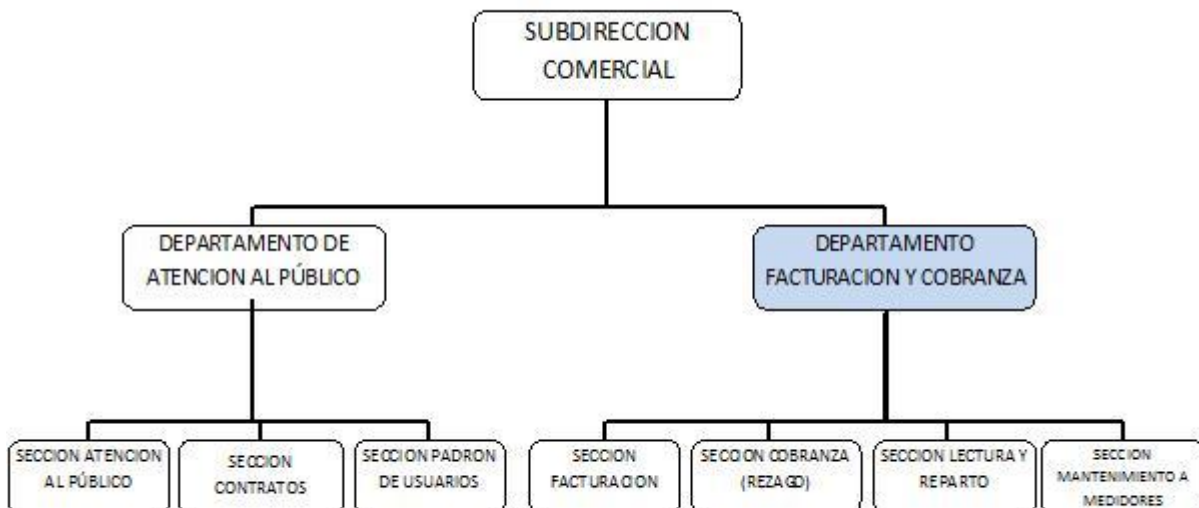 SUBDIRECCION
COMERCIAL
DEPARTAMENTO DE
ATENCION AL PÚBLICO
DEPARTAMENTO
FACTURACION Y COBRANZA
SECCION ATENCION
AL PÚBLICO
SECCION
CONTRATOS
SECCION PADRON
DE USUARIOS
SECCION
FACTURACION
SECCION COBRANZA
(REZAGO)
SECCION LECTURA Y
REPARTO
SECCION
MANTENIMIENTO A
MEDIDORES